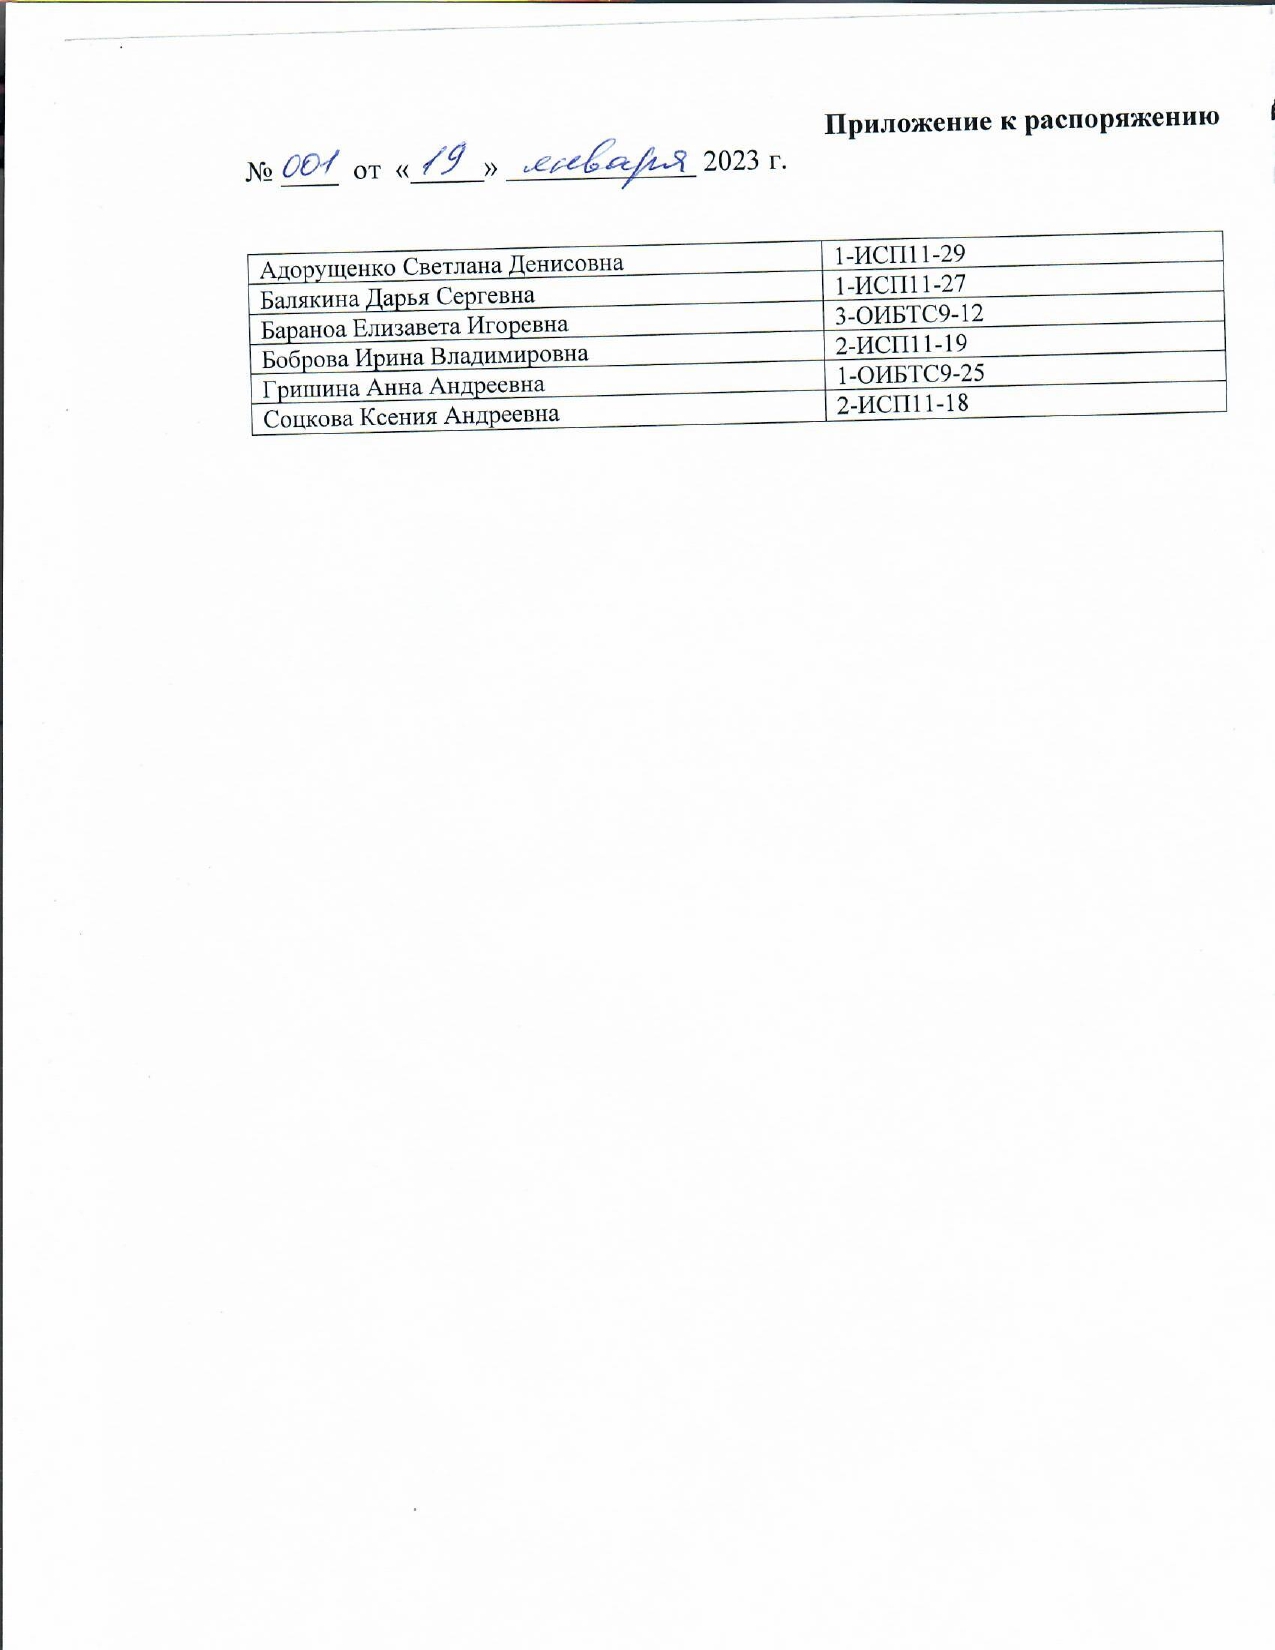 Приложение к распоряжению
№ 001 от «19» января 2023 г.
Адорущенко Светлана Денисовна 1-ИСП11-29
Балякина Дарья Сергевна 1-ИСП11-27
Бараноа Елизавета Игоревна 3-ОИБТС9-12
Боброва Ирина Владимировна 2-ИСП11-19
Гришина Анна Андреевна 1-ОИБТС9-25
Соцкова Ксения Андреевна 2-ИСП11-18